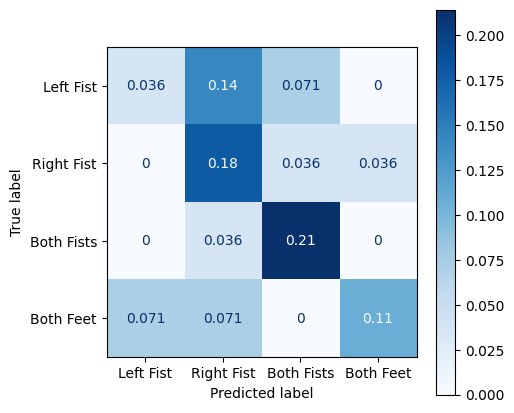 Left Fist 0.036 0.14 0.071 0
Right Fist 0 0.18 0.036 0.036
Both Fists 0 0.036 0.21 0
Both Feet 0.071 0.071 0 0.11
Left Fist Right Fist Both Fists Both Feet
Predicted label
True label
0.200
0.175
0.150
0.125
0.100
0.075
0.050
0.025
0.000